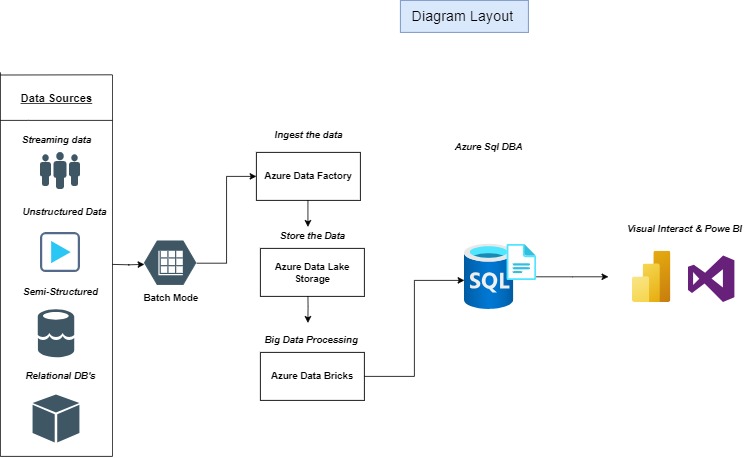 Diagram Layout
Data Sources
Streaming data
Unstructured Data
Semi-Structured
Relational DB's
Batch Mode
Ingest the data
Azure Data Factory
Store the Data
Azure Data Lake
Storage
Big Data Processing
Azure Data Bricks
Azure Sql DBA
SQL
Visual Interact & Powe BI